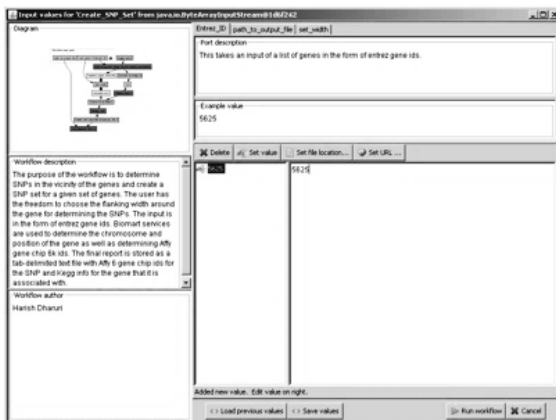 Input values for 'Create_SNP_Set' from java.io.ByteArrayInputStream@1d6f242
Diagram
Workflow description
The purpose of the workflow is to determine
SNPs in the vicinity of the genes and create a
SNP set for a given set of genes. The user has
the freedom to choose the flanking width around
the gene for determining the SNPs. The input is
in the form of entrez gene ids. Biomart services
are used to determine the chromosome and
position of the gene as well as determining Affy
gene chip 6k ids. The final report is stored as a
tab-delimited text file with Affy 6 gene chip ids for
the SNP and Kegg info for the gene that it is
associated with.
Workflow author
Harish Dharuri
Entrez_ID path_to_output_file set_width
Port description
This takes an input of a list of genes in the form of entrez gene ids.
Example value
5625
Delete Set value Set file location... Set URL ...
5625 5625
Added new value. Edit value on right.
Load previous values Save values Run workflow Cancel